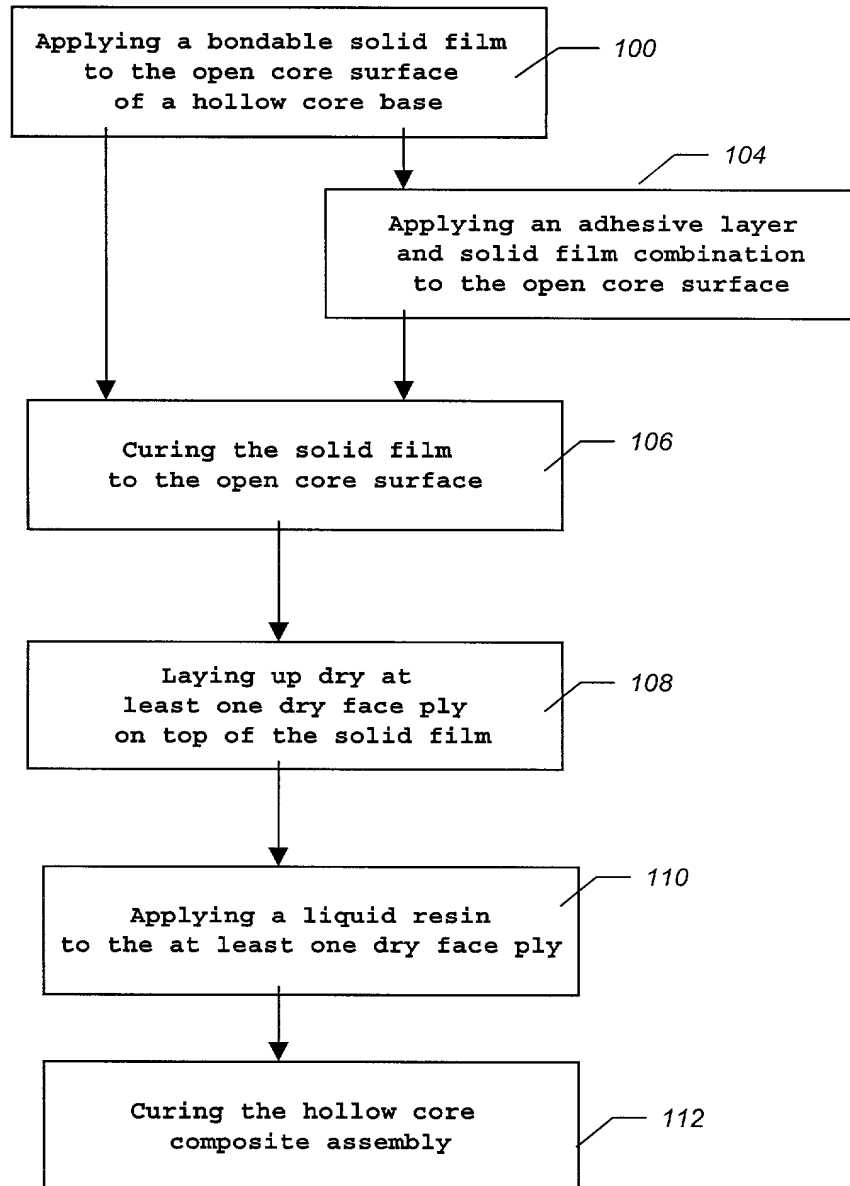 Applying a bondable solid film
to the open core surface
of a hollow core base
100
104
Applying an adhesive layer
and solid film combination
to the open core surface
Curing the solid film
to the open core surface
106
Laying up dry at
least one dry face ply
on top of the solid film
108
Applying a liquid resin
to the at least one dry face ply
110
Curing the hollow core
composite assembly
112